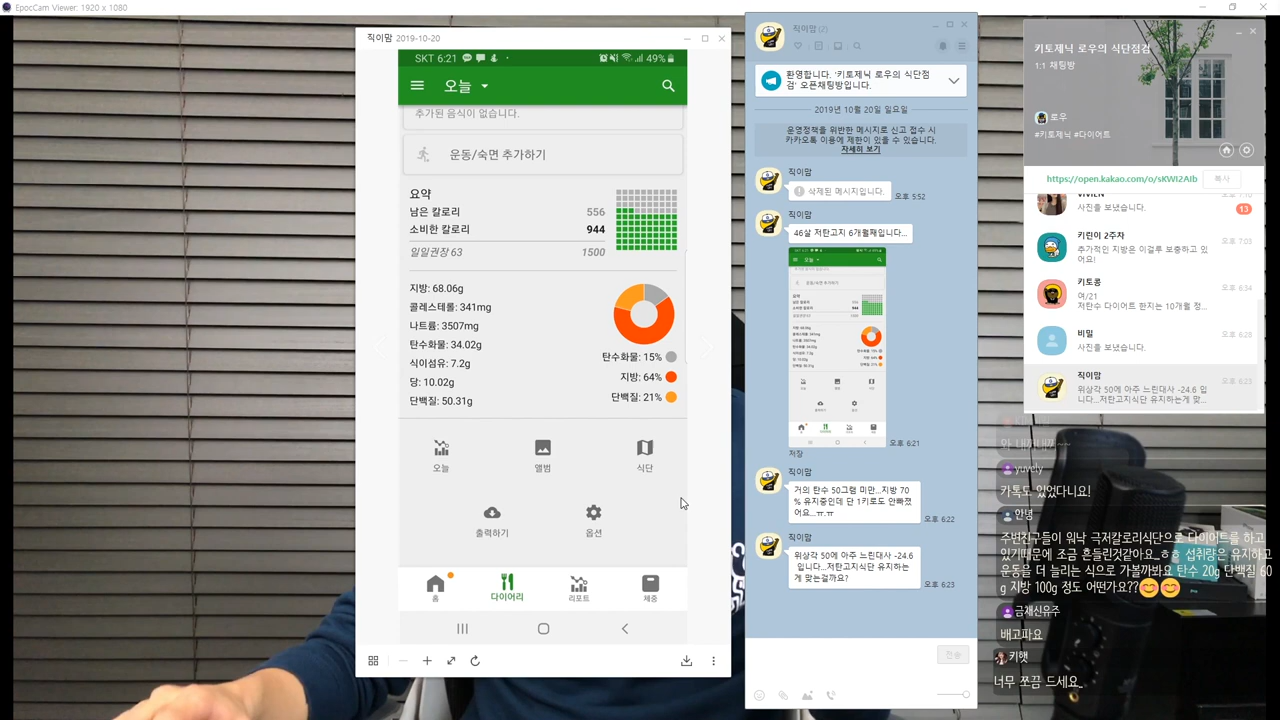 EpocCam Viewer: 1920 x 1080
직이맘 2019-10-20
SKT 6:21
49%
오늘
추가된 음식이 없습니다.
운동/숙면 추가하기
요약
남은 칼로리 556
소비한 칼로리 944
일일권장 63 1500
지방: 68.06g
콜레스테롤: 341mg
나트륨: 3507mg
탄수화물: 34.02g
식이섬유: 7.2g
당: 10.02g
단백질: 50.31g
탄수화물: 15%
지방: 64%
단백질: 21%
오늘
앨범
식단
출력하기
옵션
홈
다이어리
리포트
체중
직이맘 (2)
환영합니다. '키토제닉 로우의 식단점
검' 오픈채팅방입니다.
2019년 10월 20일 일요일
운영정책을 위반한 메시지로 신고 접수 시
카카오톡 이용에 제한이 있을 수 있습니다.
자세히 보기
직이맘
삭제된 메시지입니다.
오후 5:52
직이맘
46살 저탄고지 6개월째입니다...
오후 6:21
저장
직이맘
거의 탄수 50그램 미만...지방 70
% 유지중인데 단 1키로도 안빠졌
어요...ㅠ.ㅠ
오후 6:22
직이맘
위상각 50에 아주 느린대사 -24.6
입니다...저탄고지식단 유지하는
게 맞는걸까요?
오후 6:23
전송
키토제닉 로우의 식단점검
1:1 채팅방
로우
#키토제닉 #다이어트
https://open.kakao.com/o/sKWI2AIb
복사
VIVIEN
사진을 보냈습니다.
오후 7:10
13
키린이 2주차
추가적인 지방은 이걸루 보충하고 있
어요!
오후 7:03
키토콩
여/21
저탄수 다이어트 한지는 10개월 정...
오후 6:34
비밀
사진을 보냈습니다.
오후 6:28
직이맘
위상각 50에 아주 느린대사 -24.6 입
니다...저탄고지식단 유지하는게 맞...
오후 6:23
yuvely
카톡도 있었다니요!
안녕
주변친구들이 워낙 극저칼로리식단으로 다이어트를 하고
있기때문에 조금 흔들린것같아요..ㅎㅎ 섭취량은 유지하고
운동을 더 늘리는 식으로 가볼까봐요 탄수 20g 단백질 60
g 지방 100g 정도 어떤가요??😊😊
금채신유주
배고파요
키햇
너무 쪼끔 드세요..